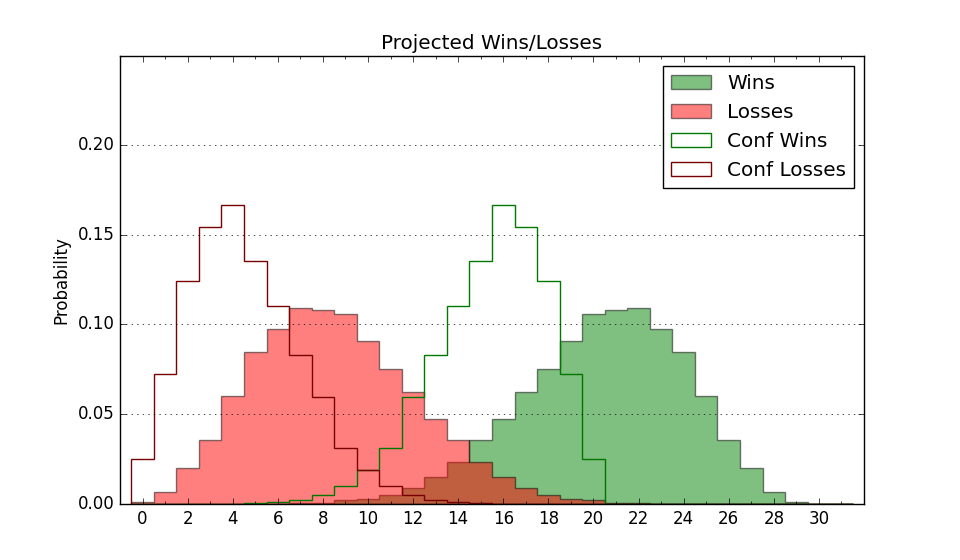 Projected Wins/Losses
Wins
Losses
Conf Wins
Conf Losses
Probability
0.20
0.15
0.10
0.05
0.00
0 2 4 6 8 10 12 14 16 18 20 22 24 26 28 30